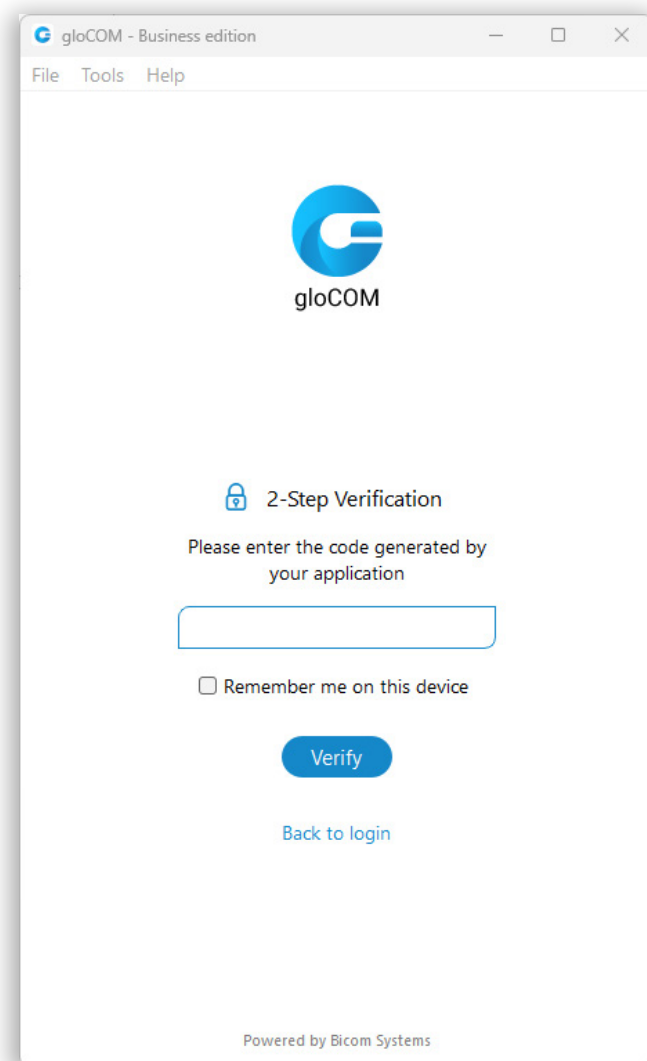 gloCOM - Business edition
File Tools Help
gloCOM
2-Step Verification
Please enter the code generated by
your application
Remember me on this device
Verify
Back to login
Powered by Bicom Systems